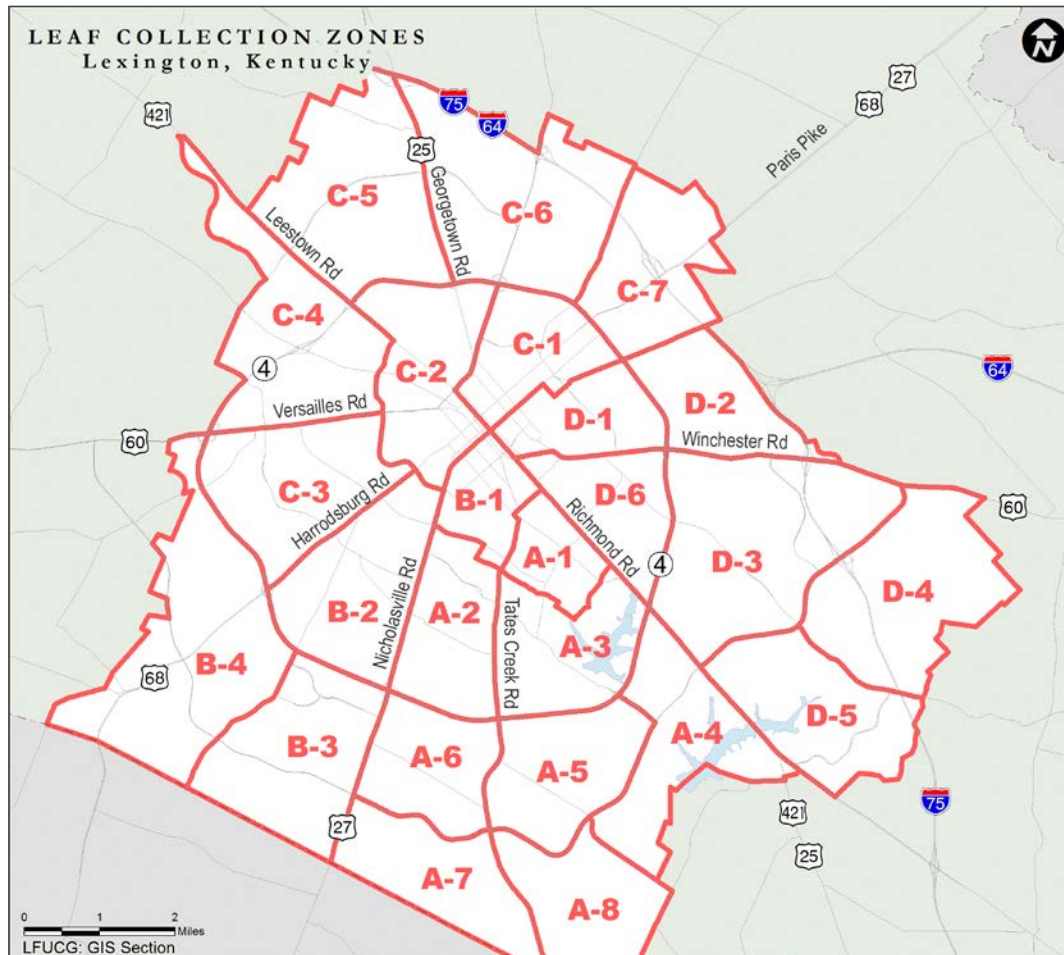 LEAF COLLECTION ZONES
Lexington, Kentucky
N
27
68
421
75
64
25
Paris Pike
Georgetown Rd
C-5
C-6
Leestown Rd
C-7
C-4
C-1
4
C-2
64
D-2
D-1
Versailles Rd
60
Winchester Rd
C-3
Harrodsburg Rd
B-1
D-6
60
Richmond Rd
A-1
4
D-3
D-4
Nicholasville Rd
B-2
A-2
Tates Creek Rd
A-3
B-4
68
D-5
A-4
B-3
A-6
A-5
75
421
27
25
A-7
A-8
0 1 2
Miles
LFUCG: GIS Section